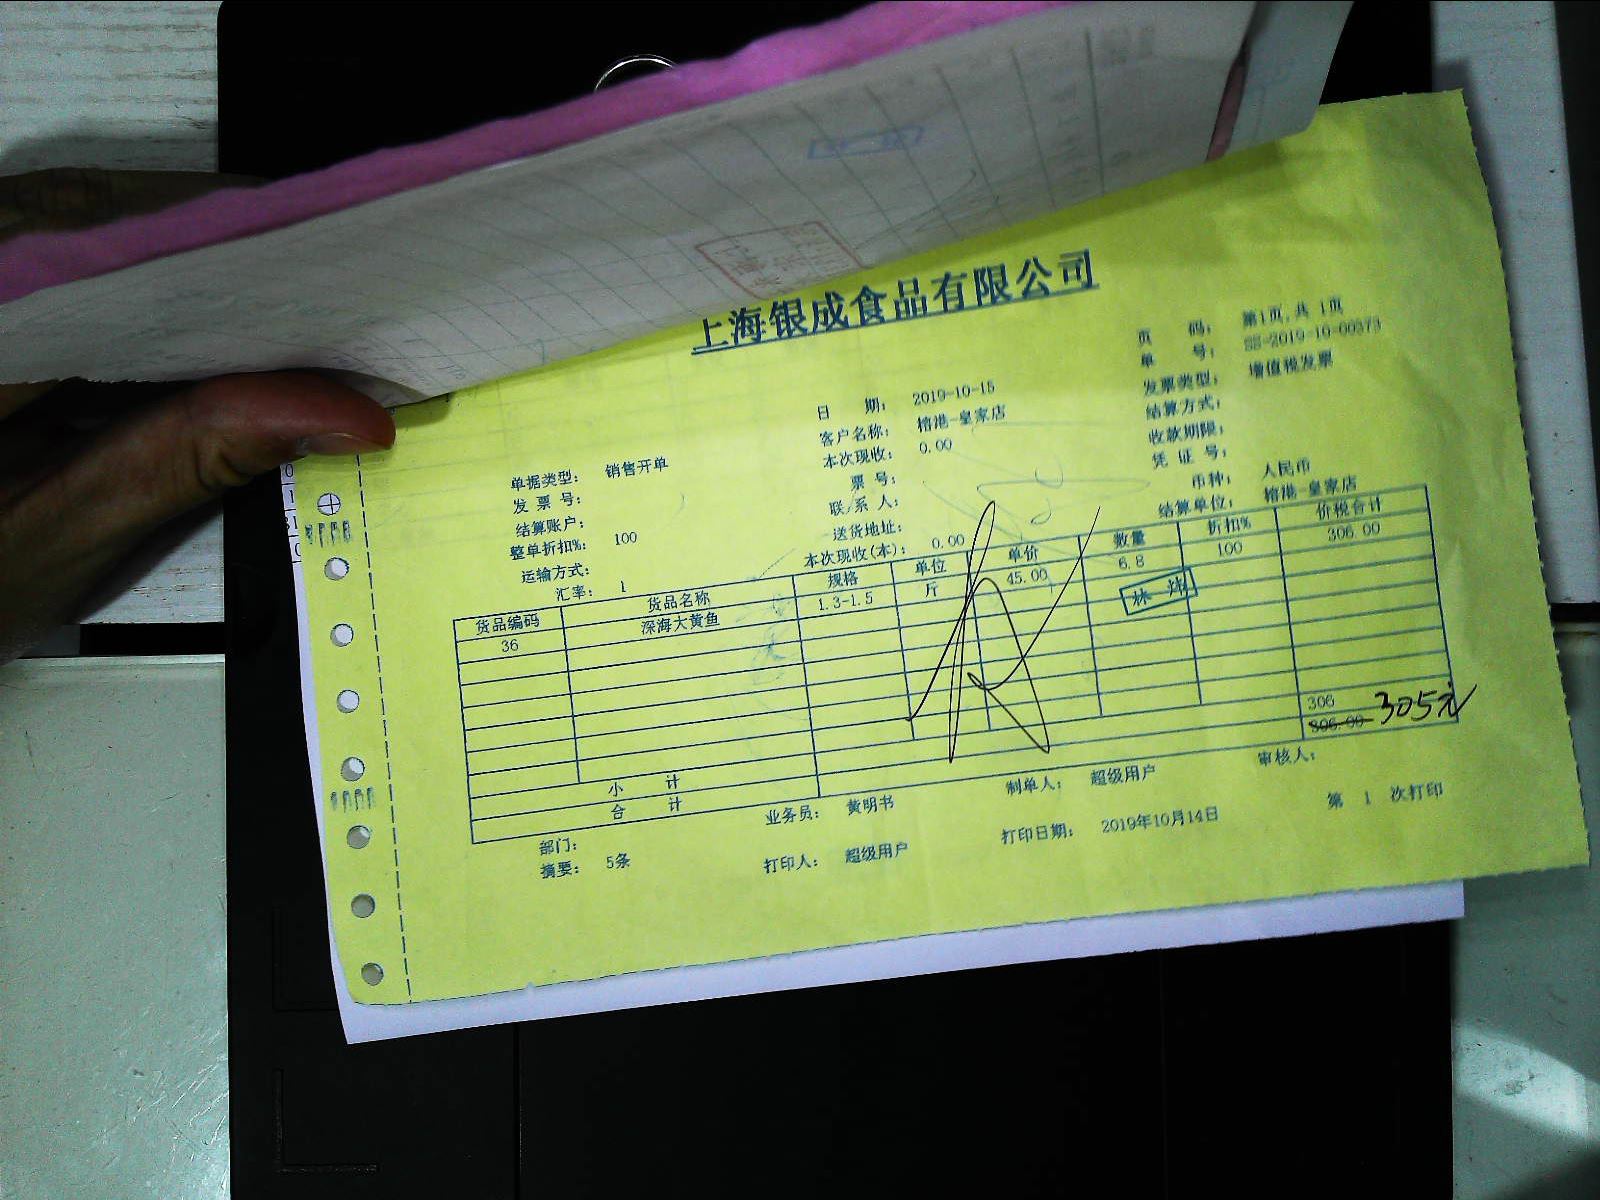 上海银成食品有限公司
页 码: 第1页,共 1页
单 号: SS-2019-10-00373
日 期: 2019-10-15 发票类型: 增值税发票
单据类型: 销售开单 客户名称: 榕港-皇家店 结算方式:
发 票 号: 本次现收: 0.00 收款期限:
结算账户: 票 号: 凭 证 号:
整单折扣%: 100 联 系 人: 币种: 人民币
运输方式: 送货地址: 结算单位: 榕港-皇家店
汇率: 1 本次现收(本): 0.00
货品编码 货品名称 规格 单位 单价 数量 折扣% 价税合计
36 深海大黄鱼 1.3-1.5 斤 45.00 6.8 100 306.00
林 炜
小 计 306
合 计 306.00 305元
部门: 业务员: 黄明书 制单人: 超级用户 审核人:
摘要: 5条 打印人: 超级用户 打印日期: 2019年10月14日 第 1 次打印